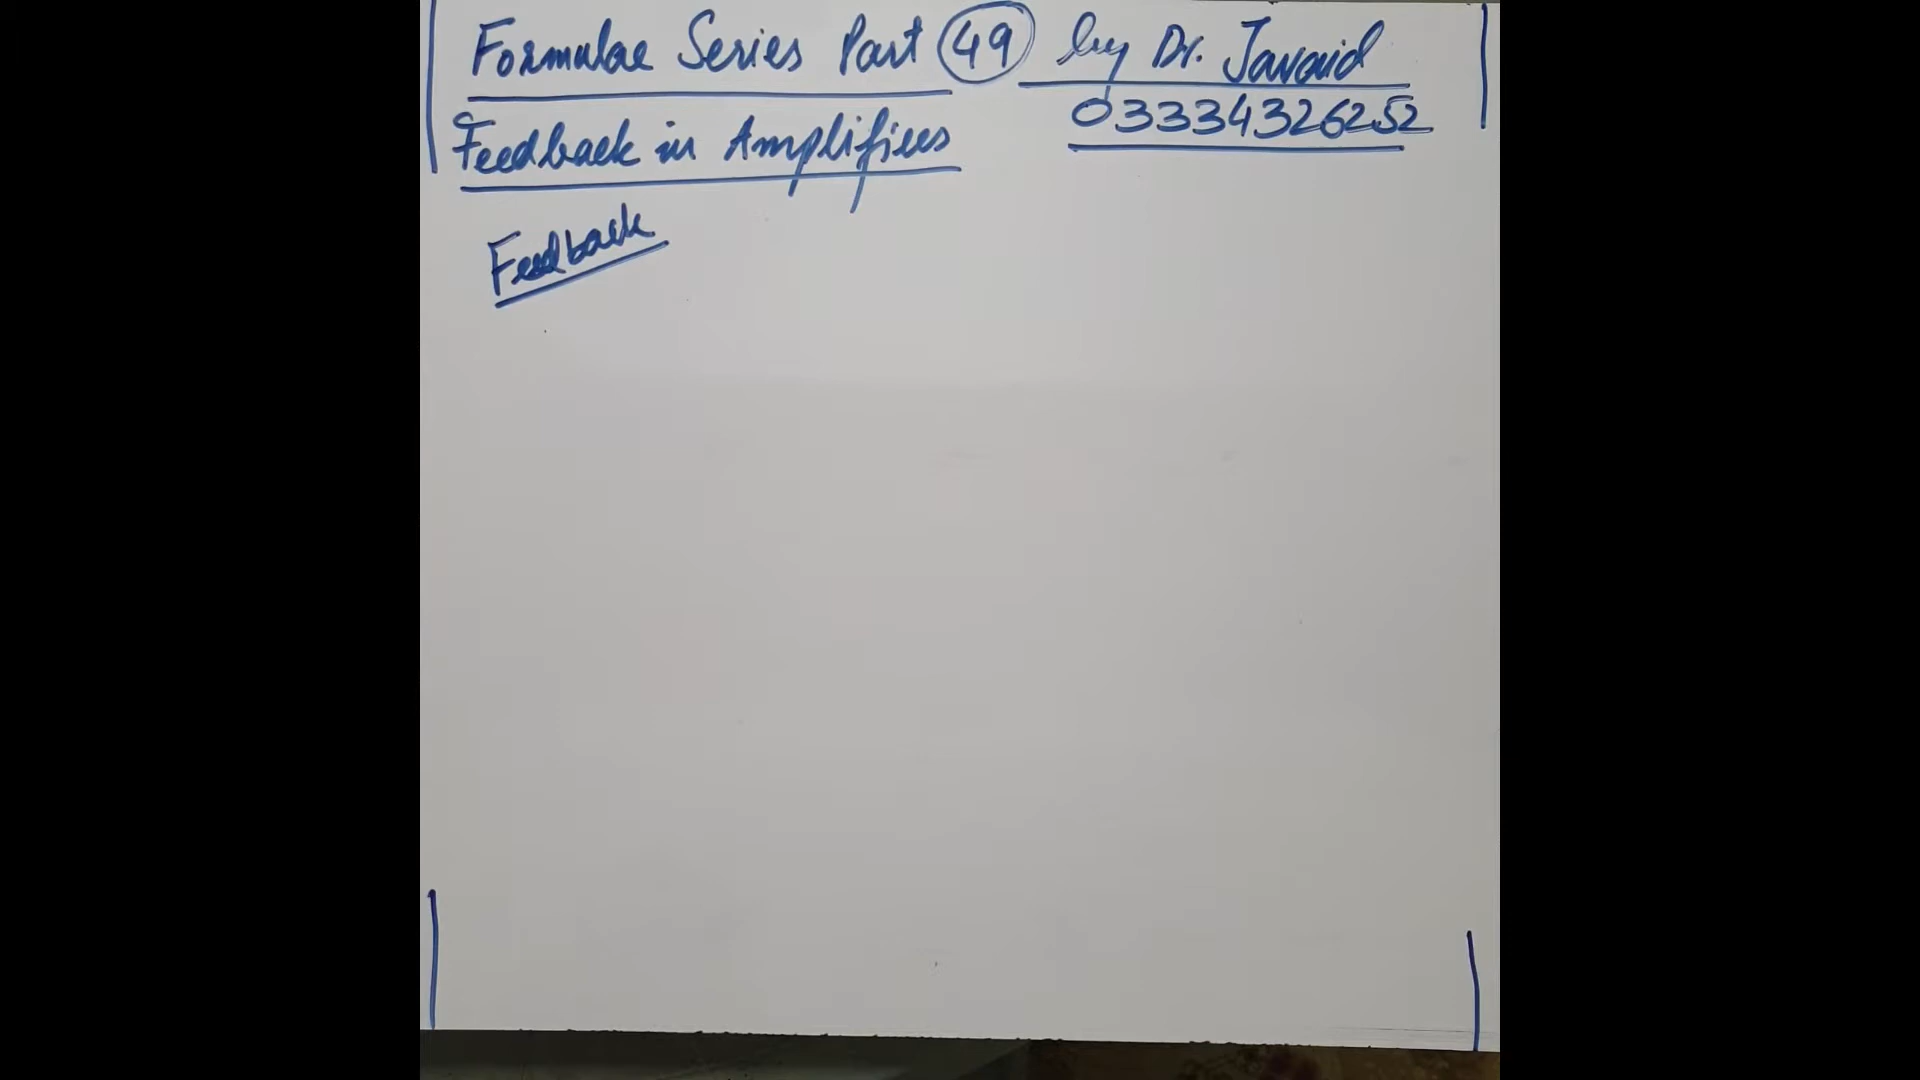 Formulae Series Part 49 by Dr. Javaid
03334326252
Feedback in Amplifiers
Feedback